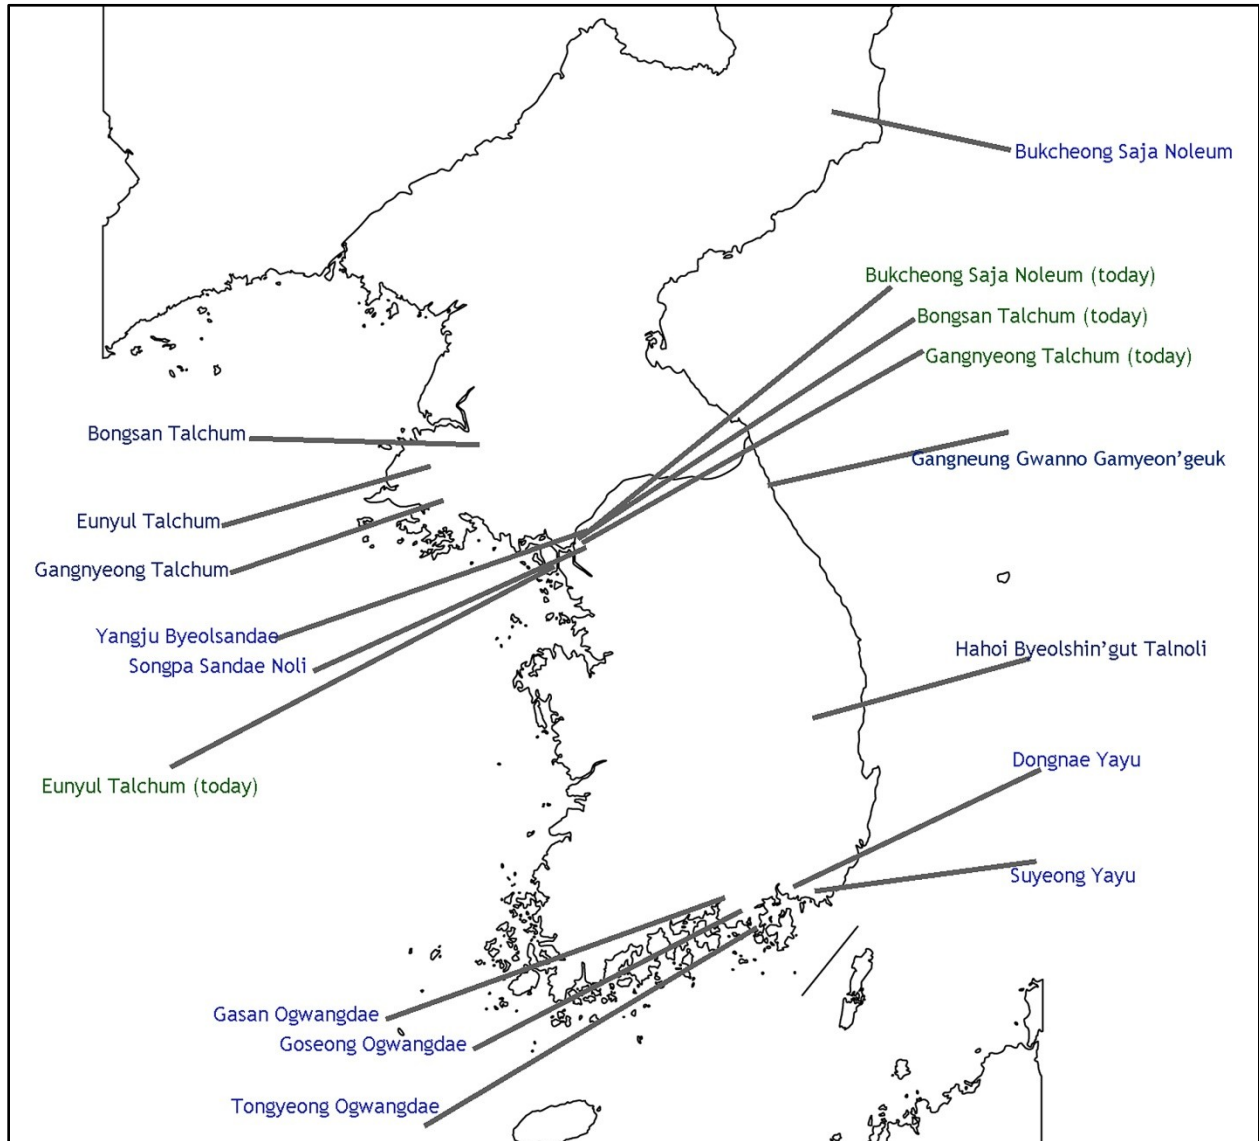 Bukcheong Saja Noleum
Bukcheong Saja Noleum (today)
Bongsan Talchum (today)
Gangnyeong Talchum (today)
Bongsan Talchum
Gangneung Gwanno Gamyeon’geuk
Eunyul Talchum
Gangnyeong Talchum
Yangju Byeolsandae
Songpa Sandae Noli
Hahoi Byeolshin’gut Talnoli
Dongnae Yayu
Eunyul Talchum (today)
Suyeong Yayu
Gasan Ogwangdae
Goseong Ogwangdae
Tongyeong Ogwangdae